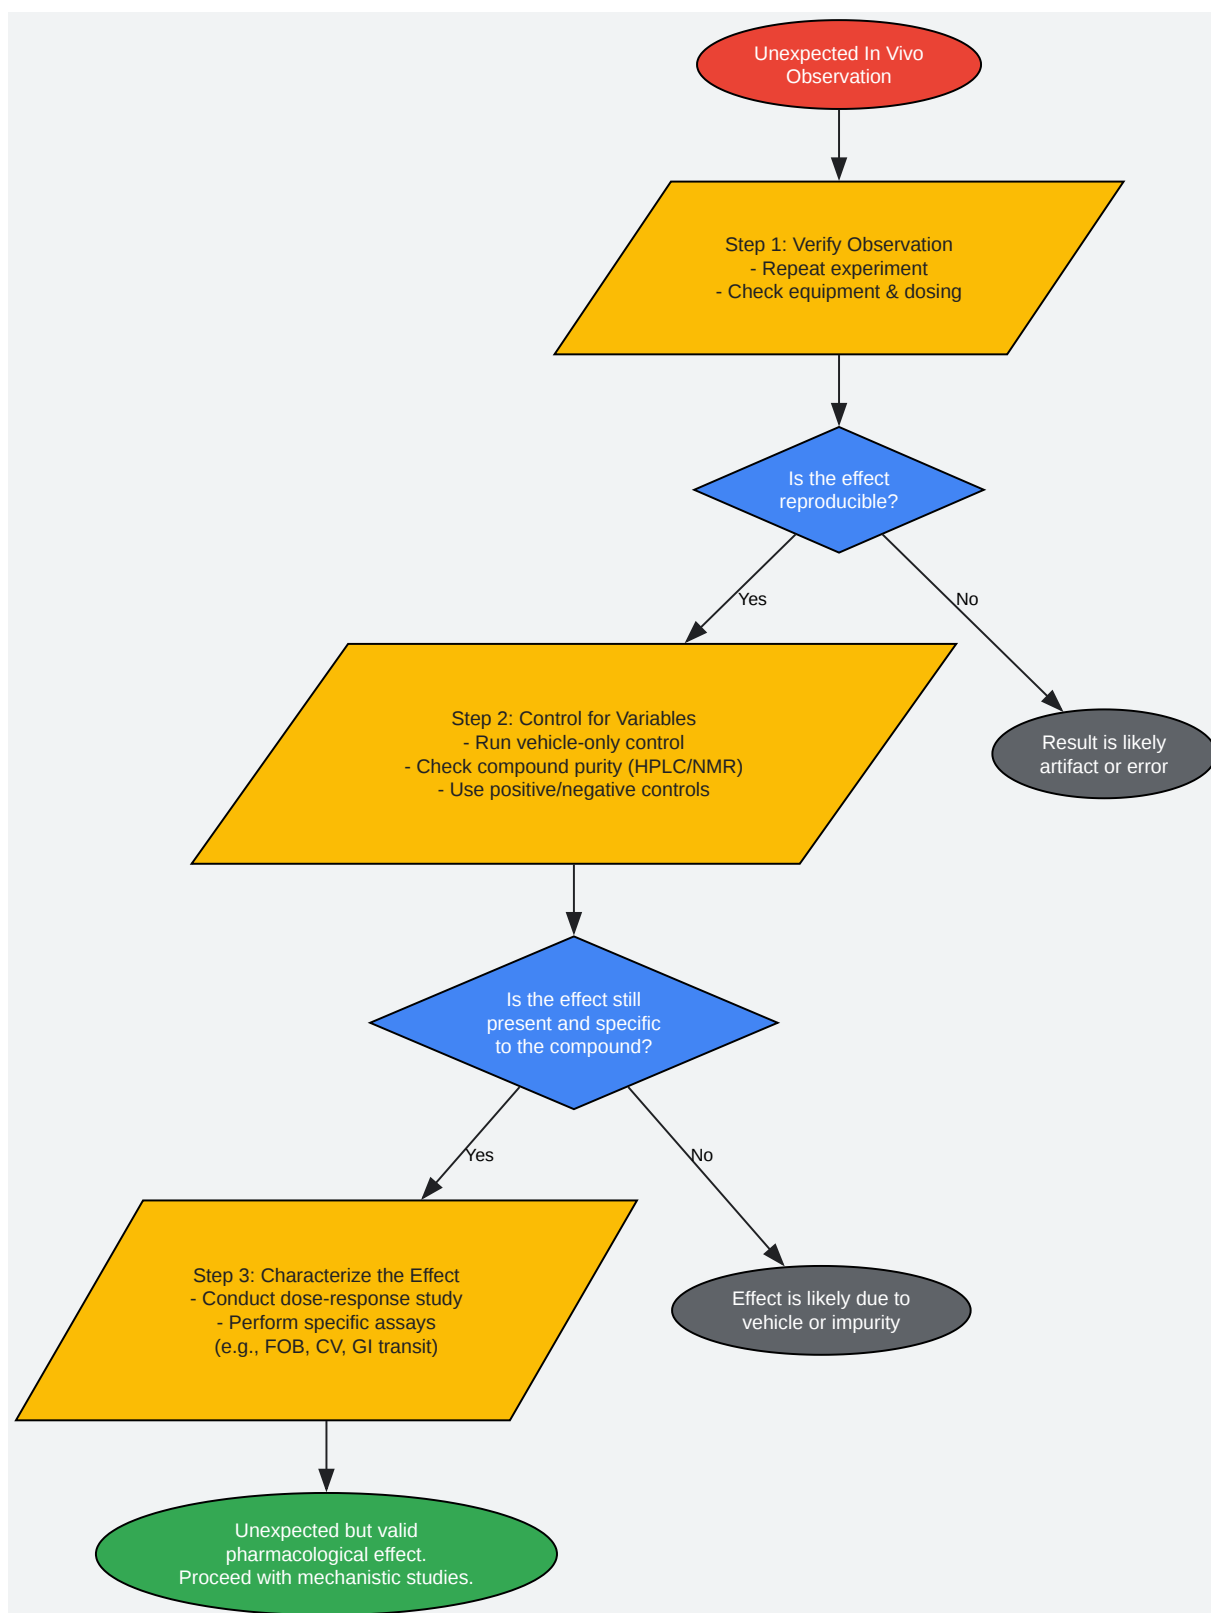 Unexpected In Vivo
Observation
Step 1: Verify Observation
- Repeat experiment
- Check equipment & dosing
Is the effect
reproducible?
Yes
No
Step 2: Control for Variables
- Run vehicle-only control
- Check compound purity (HPLC/NMR)
- Use positive/negative controls
Result is likely
artifact or error
Is the effect still
present and specific
to the compound?
Yes
No
Step 3: Characterize the Effect
- Conduct dose-response study
- Perform specific assays
(e.g., FOB, CV, GI transit)
Effect is likely due to
vehicle or impurity
Unexpected but valid
pharmacological effect.
Proceed with mechanistic studies.